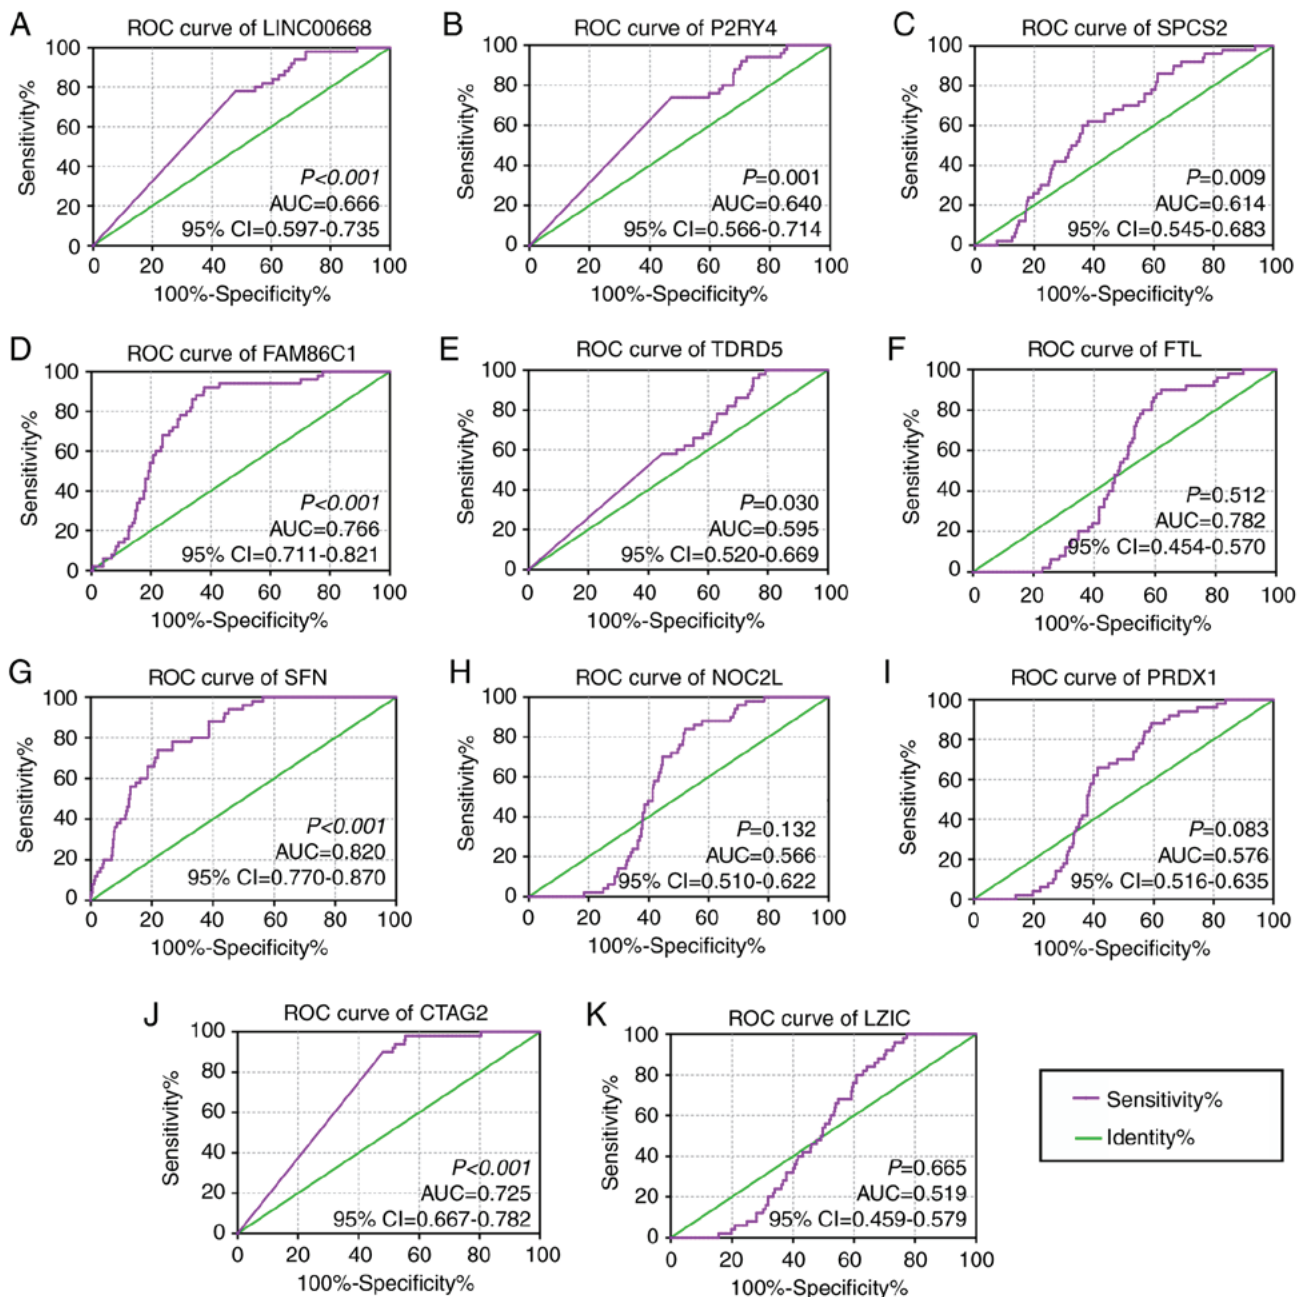 A
ROC curve of LINC00668
100
80
60
40
20
0
Sensitivity%
P<0.001
AUC=0.666
95% CI=0.597-0.735
0 20 40 60 80 100
100%-Specificity%
B
ROC curve of P2RY4
100
80
60
40
20
0
Sensitivity%
P=0.001
AUC=0.640
95% CI=0.566-0.714
0 20 40 60 80 100
100%-Specificity%
C
ROC curve of SPCS2
100
80
60
40
20
0
Sensitivity%
P=0.009
AUC=0.614
95% CI=0.545-0.683
0 20 40 60 80 100
100%-Specificity%
D
ROC curve of FAM86C1
100
80
60
40
20
0
Sensitivity%
P<0.001
AUC=0.766
95% CI=0.711-0.821
0 20 40 60 80 100
100%-Specificity%
E
ROC curve of TDRD5
100
80
60
40
20
0
Sensitivity%
P=0.030
AUC=0.595
95% CI=0.520-0.669
0 20 40 60 80 100
100%-Specificity%
F
ROC curve of FTL
100
80
60
40
20
0
Sensitivity%
P=0.512
AUC=0.782
95% CI=0.454-0.570
0 20 40 60 80 100
100%-Specificity%
G
ROC curve of SFN
100
80
60
40
20
0
Sensitivity%
P<0.001
AUC=0.820
95% CI=0.770-0.870
0 20 40 60 80 100
100%-Specificity%
H
ROC curve of NOC2L
100
80
60
40
20
0
Sensitivity%
P=0.132
AUC=0.566
95% CI=0.510-0.622
0 20 40 60 80 100
100%-Specificity%
I
ROC curve of PRDX1
100
80
60
40
20
0
Sensitivity%
P=0.083
AUC=0.576
95% CI=0.516-0.635
0 20 40 60 80 100
100%-Specificity%
J
ROC curve of CTAG2
100
80
60
40
20
0
Sensitivity%
P<0.001
AUC=0.725
95% CI=0.667-0.782
0 20 40 60 80 100
100%-Specificity%
K
ROC curve of LZIC
100
80
60
40
20
0
Sensitivity%
P=0.665
AUC=0.519
95% CI=0.459-0.579
0 20 40 60 80 100
100%-Specificity%
Sensitivity%
Identity%